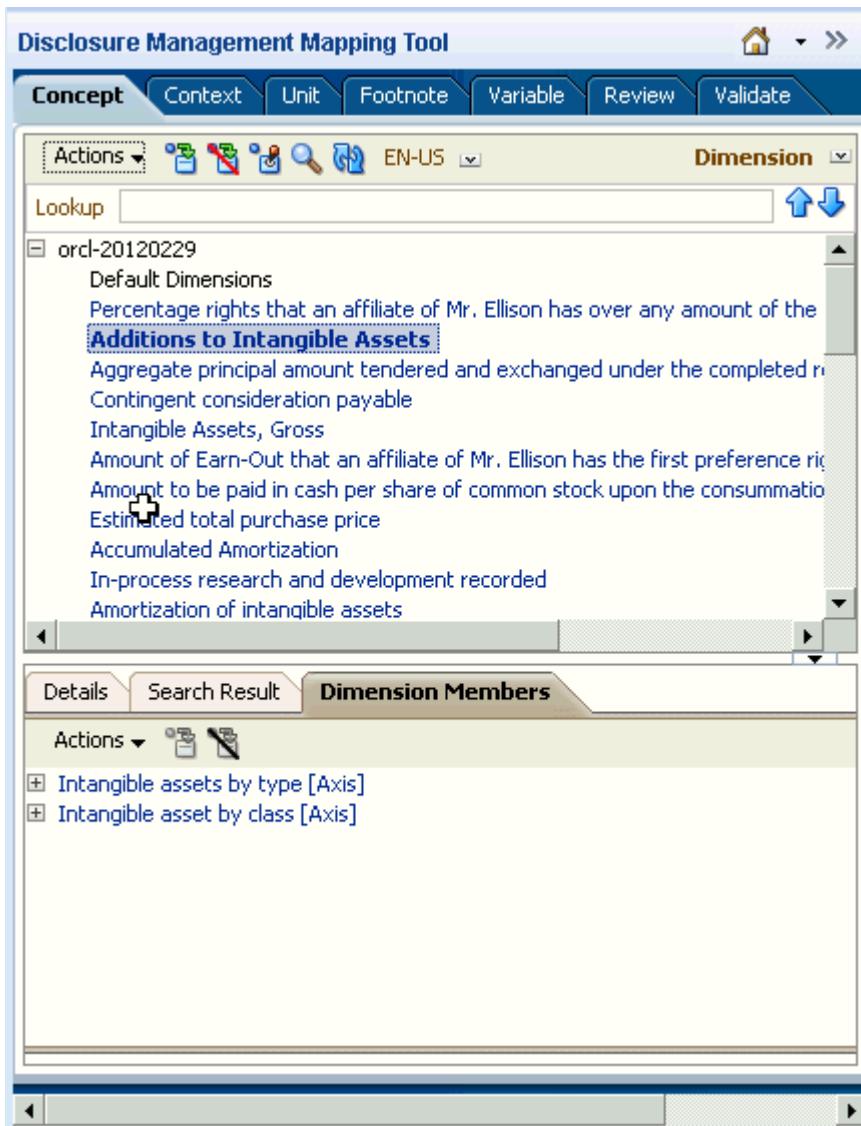 Disclosure Management Mapping Tool
Concept Context Unit Footnote Variable Review Validate
Actions EN-US Dimension
Lookup
orcl-20120229
Default Dimensions
Percentage rights that an affiliate of Mr. Ellison has over any amount of the
Additions to Intangible Assets
Aggregate principal amount tendered and exchanged under the completed
Contingent consideration payable
Intangible Assets, Gross
Amount of Earn-Out that an affiliate of Mr. Ellison has the first preference
Amount to be paid in cash per share of common stock upon the consummatio
Estimated total purchase price
Accumulated Amortization
In-process research and development recorded
Amortization of intangible assets
Details Search Result Dimension Members
Actions
Intangible assets by type [Axis]
Intangible asset by class [Axis]